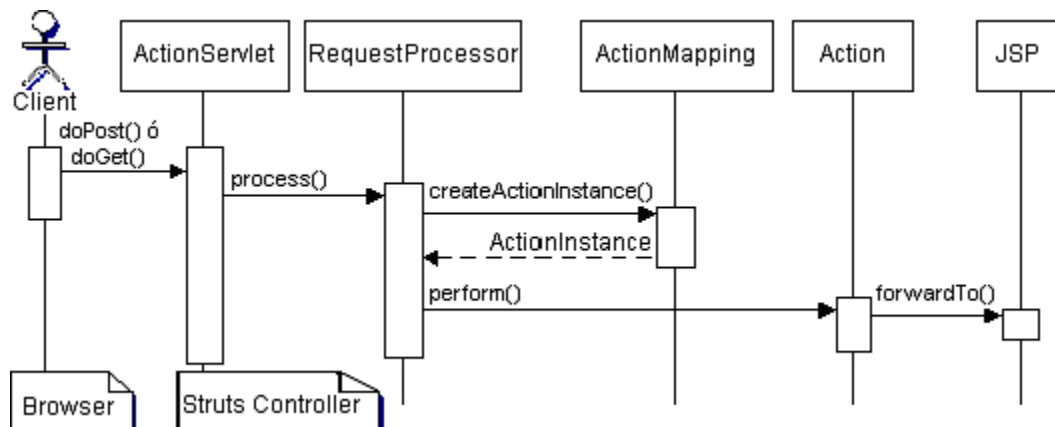 ActionServlet
RequestProcessor
ActionMapping
Action
JSP
Client
doPost() ó
doGet()
process()
createActionInstance()
ActionInstance
perform()
forwardTo()
Browser
Struts Controller